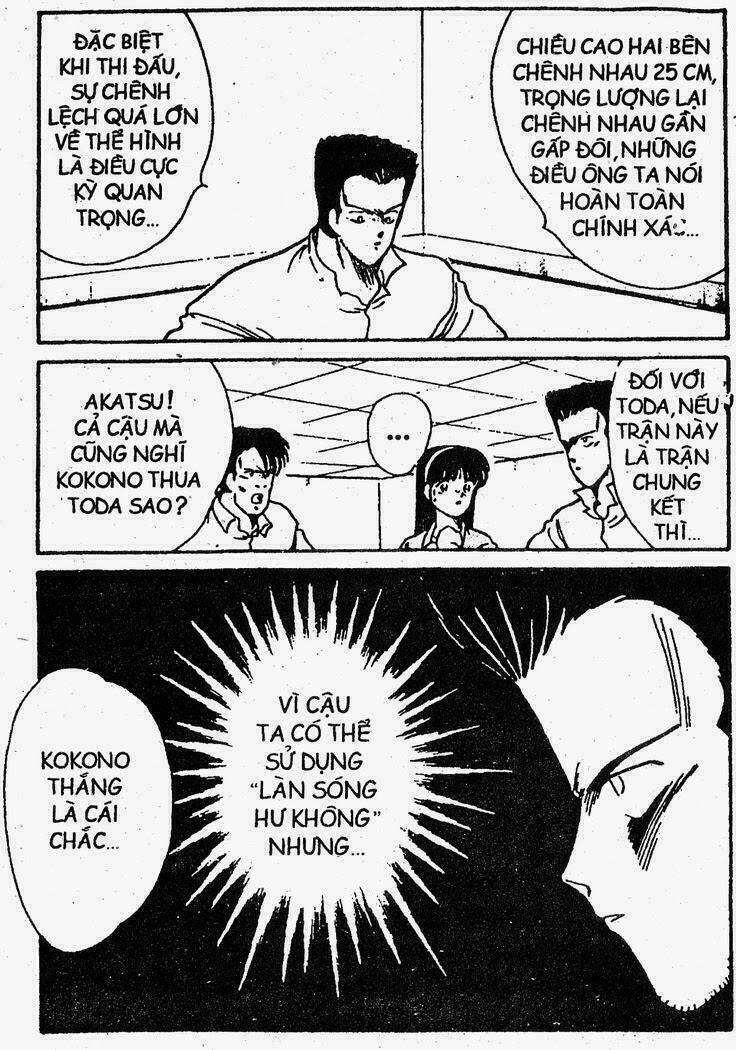 CHIỀU CAO HAI BÊN
CHÊNH NHAU 25 CM,
TRỌNG LƯỢNG LẠI
CHÊNH NHAU GẦN
GẤP ĐÔI, NHỮNG
ĐIỀU ÔNG TA NÓI
HOÀN TOÀN
CHÍNH XÁC...
ĐẶC BIỆT
KHI THI ĐẤU,
SỰ CHÊNH
LỆCH QUÁ LỚN
VỀ THỂ HÌNH
LÀ ĐIỀU CỰC
KỲ QUAN
TRỌNG...
ĐỐI VỚI
TODA, NẾU
TRẬN NÀY
LÀ TRẬN
CHUNG
KẾT
THÌ...
...
AKATSU!
CẢ CẬU MÀ
CŨNG NGHĨ
KOKONO THUA
TODA SAO?
VÌ CẬU
TA CÓ THỂ
SỬ DỤNG
“LÀN SÓNG
HƯ KHÔNG”
NHƯNG...
KOKONO
THẮNG
LÀ CÁI
CHẮC...